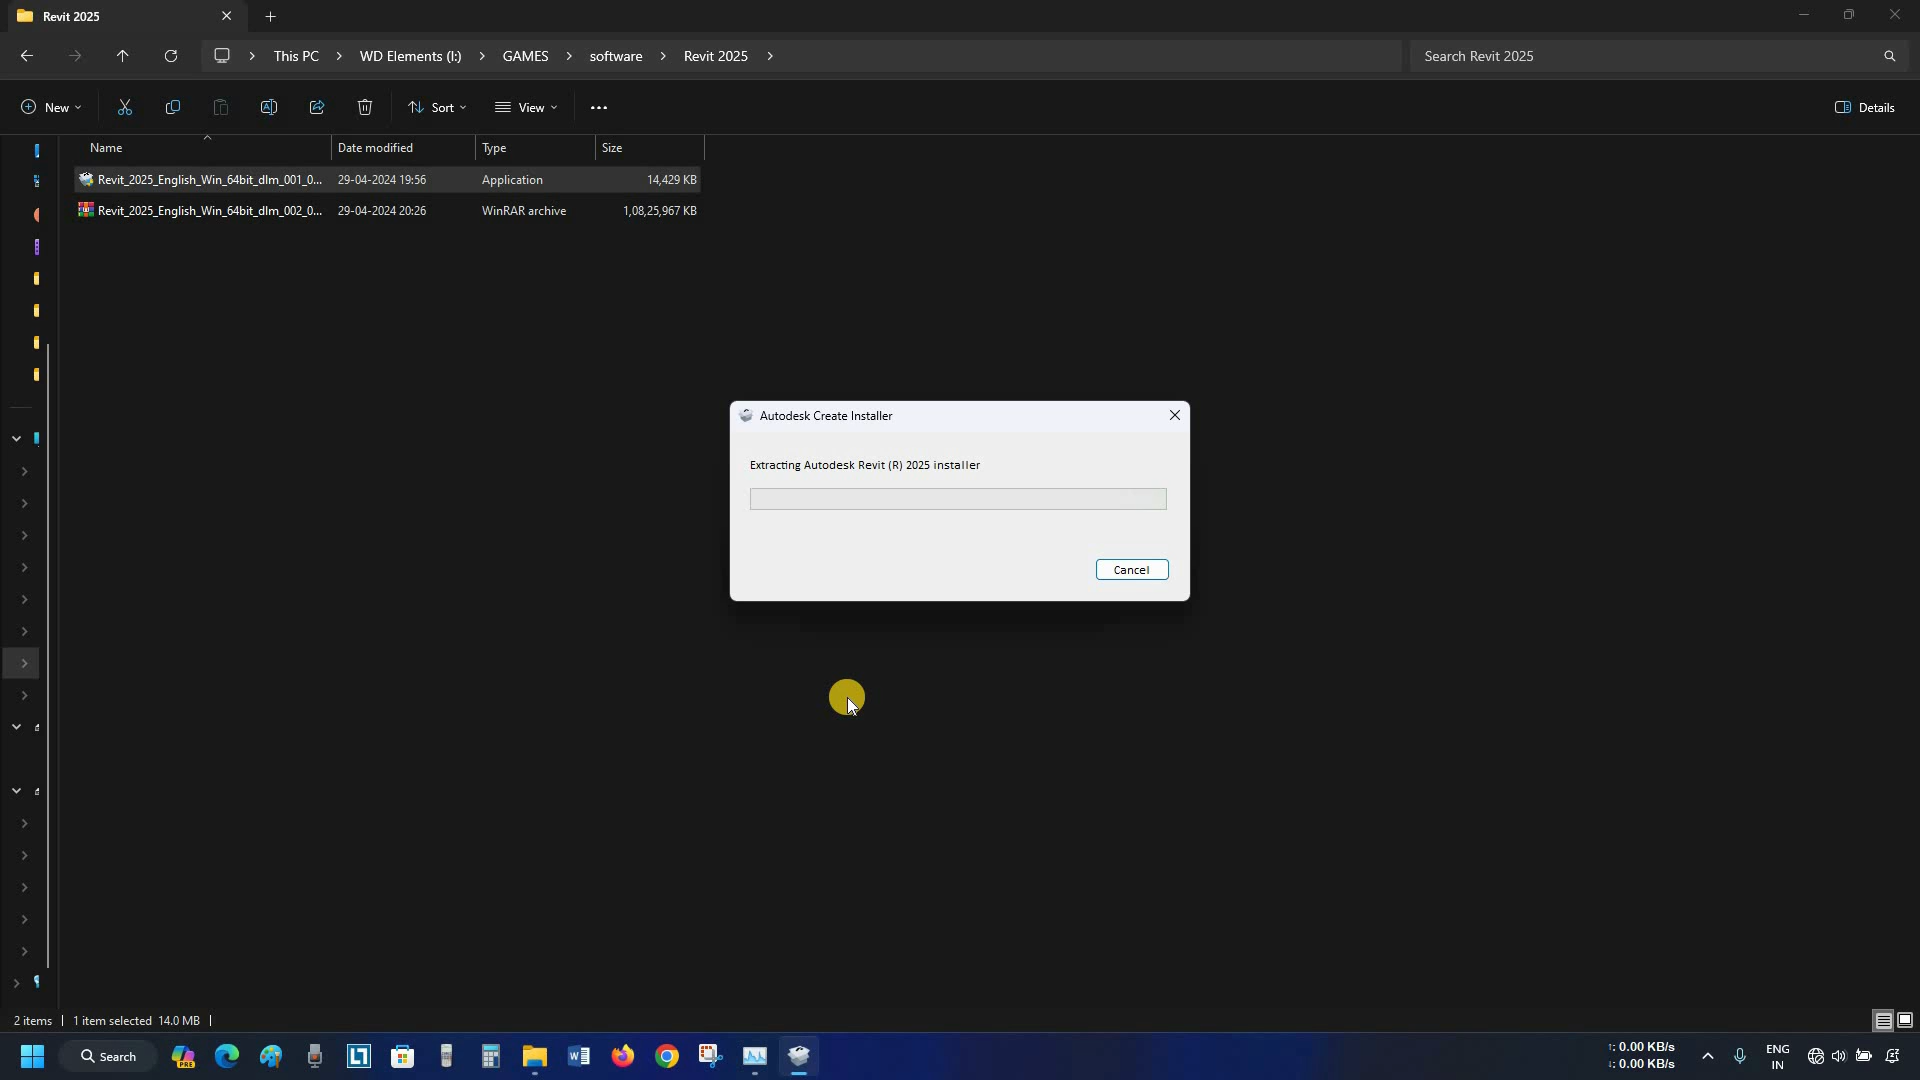 Revit 2025
This PC > WD Elements (I:) > GAMES > software > Revit 2025 >
Search Revit 2025
New
Sort
View
Details
Name Date modified Type Size
Revit_2025_English_Win_64bit_dlm_001_0... 29-04-2024 19:56 Application 14,429 KB
Revit_2025_English_Win_64bit_dlm_002_0... 29-04-2024 20:26 WinRAR archive 1,08,25,967 KB
Autodesk Create Installer
Extracting Autodesk Revit (R) 2025 installer
Cancel
2 items | 1 item selected 14.0 MB |
Search
PRE
↑: 0.00 KB/s
↓: 0.00 KB/s
ENG
IN